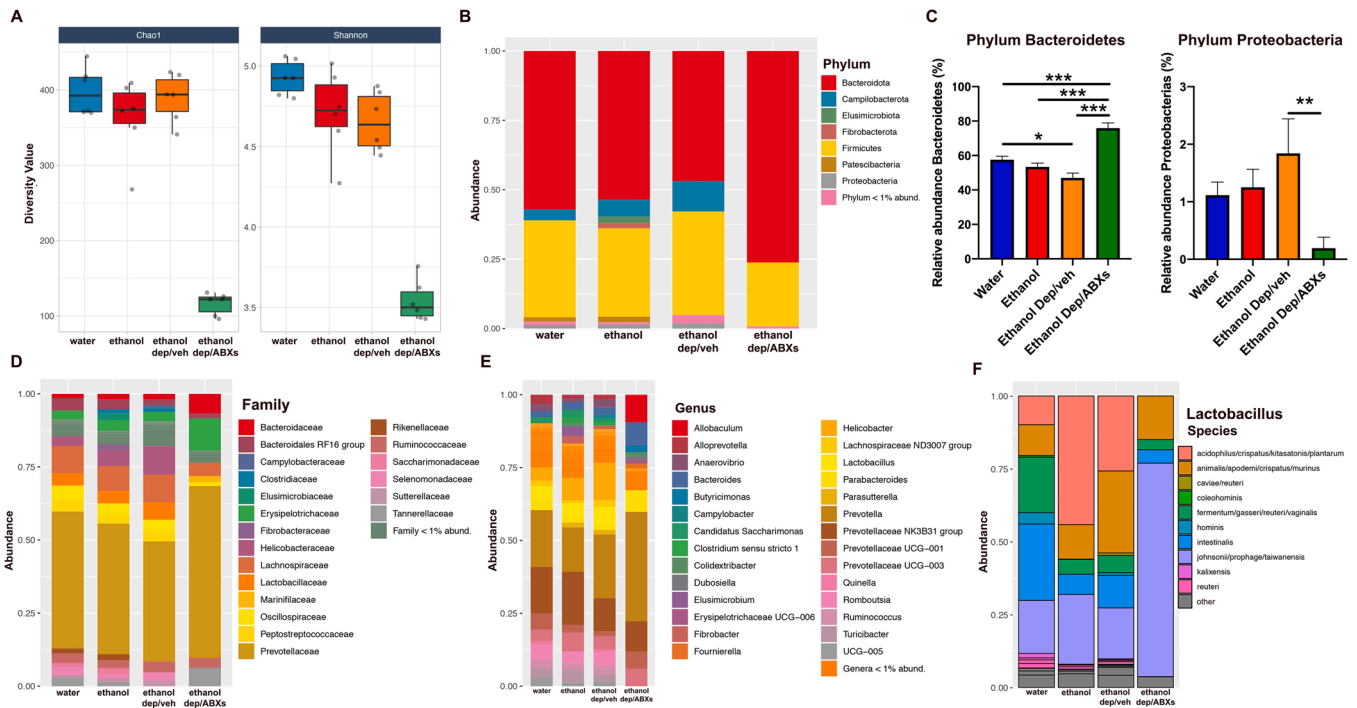 A
Chao1
Shannon
Diversity Value
400
300
200
100
5.0
4.5
4.0
3.5
water
ethanol
ethanol
dep/veh
ethanol
dep/ABXs
water
ethanol
ethanol
dep/veh
ethanol
dep/ABXs
B
Abundance
1.00
0.75
0.50
0.25
0.00
water
ethanol
ethanol
dep/veh
ethanol
dep/ABXs
Phylum
Bacteroidota
Campilobacterota
Elusimicrobiota
Fibrobacterota
Firmicutes
Patescibacteria
Proteobacteria
Phylum < 1% abund.
C
Phylum Bacteroidetes
Relative abundance Bacteroidetes (%)
100
80
60
40
20
0
***
***
***
*
Water
Ethanol
Ethanol Dep/veh
Ethanol Dep/ABXs
Phylum Proteobacteria
Relative abundance Proteobacterias (%)
3
2
1
0
**
Water
Ethanol
Ethanol Dep/veh
Ethanol Dep/ABXs
D
Abundance
1.00
0.75
0.50
0.25
0.00
water
ethanol
ethanol
dep/veh
ethanol
dep/ABXs
Family
Bacteroidaceae
Bacteroidales RF16 group
Campylobacteraceae
Clostridiaceae
Elusimicrobiaceae
Erysipelotrichaceae
Fibrobacteraceae
Helicobacteraceae
Lachnospiraceae
Lactobacillaceae
Marinifilaceae
Oscillospiraceae
Peptostreptococcaceae
Prevotellaceae
Rikenellaceae
Ruminococcaceae
Saccharimonadaceae
Selenomonadaceae
Sutterellaceae
Tannerellaceae
Family < 1% abund.
E
Abundance
1.00
0.75
0.50
0.25
0.00
water
ethanol
ethanol
dep/veh
ethanol
dep/ABXs
Genus
Allobaculum
Alloprevotella
Anaerovibrio
Bacteroides
Butyricimonas
Campylobacter
Candidatus Saccharimonas
Clostridium sensu stricto 1
Colidextribacter
Dubosiella
Elusimicrobium
Erysipelotrichaceae UCG-006
Fibrobacter
Fournierella
Helicobacter
Lachnospiraceae ND3007 group
Lactobacillus
Parabacteroides
Parasutterella
Prevotella
Prevotellaceae NK3B31 group
Prevotellaceae UCG-001
Prevotellaceae UCG-003
Quinella
Romboutsia
Ruminococcus
Turicibacter
UCG-005
Genera < 1% abund.
F
Abundance
1.00
0.75
0.50
0.25
0.00
water
ethanol
ethanol
dep/veh
ethanol
dep/ABXs
Lactobacillus
Species
acidophilus/crispatus/kitasatonis/plantarum
animalis/apodemi/crispatus/murinus
caviae/reuteri
coleohominis
fermentum/gasseri/reuteri/vaginalis
hominis
intestinalis
johnsonii/prophage/taiwanensis
kalixensis
reuteri
other